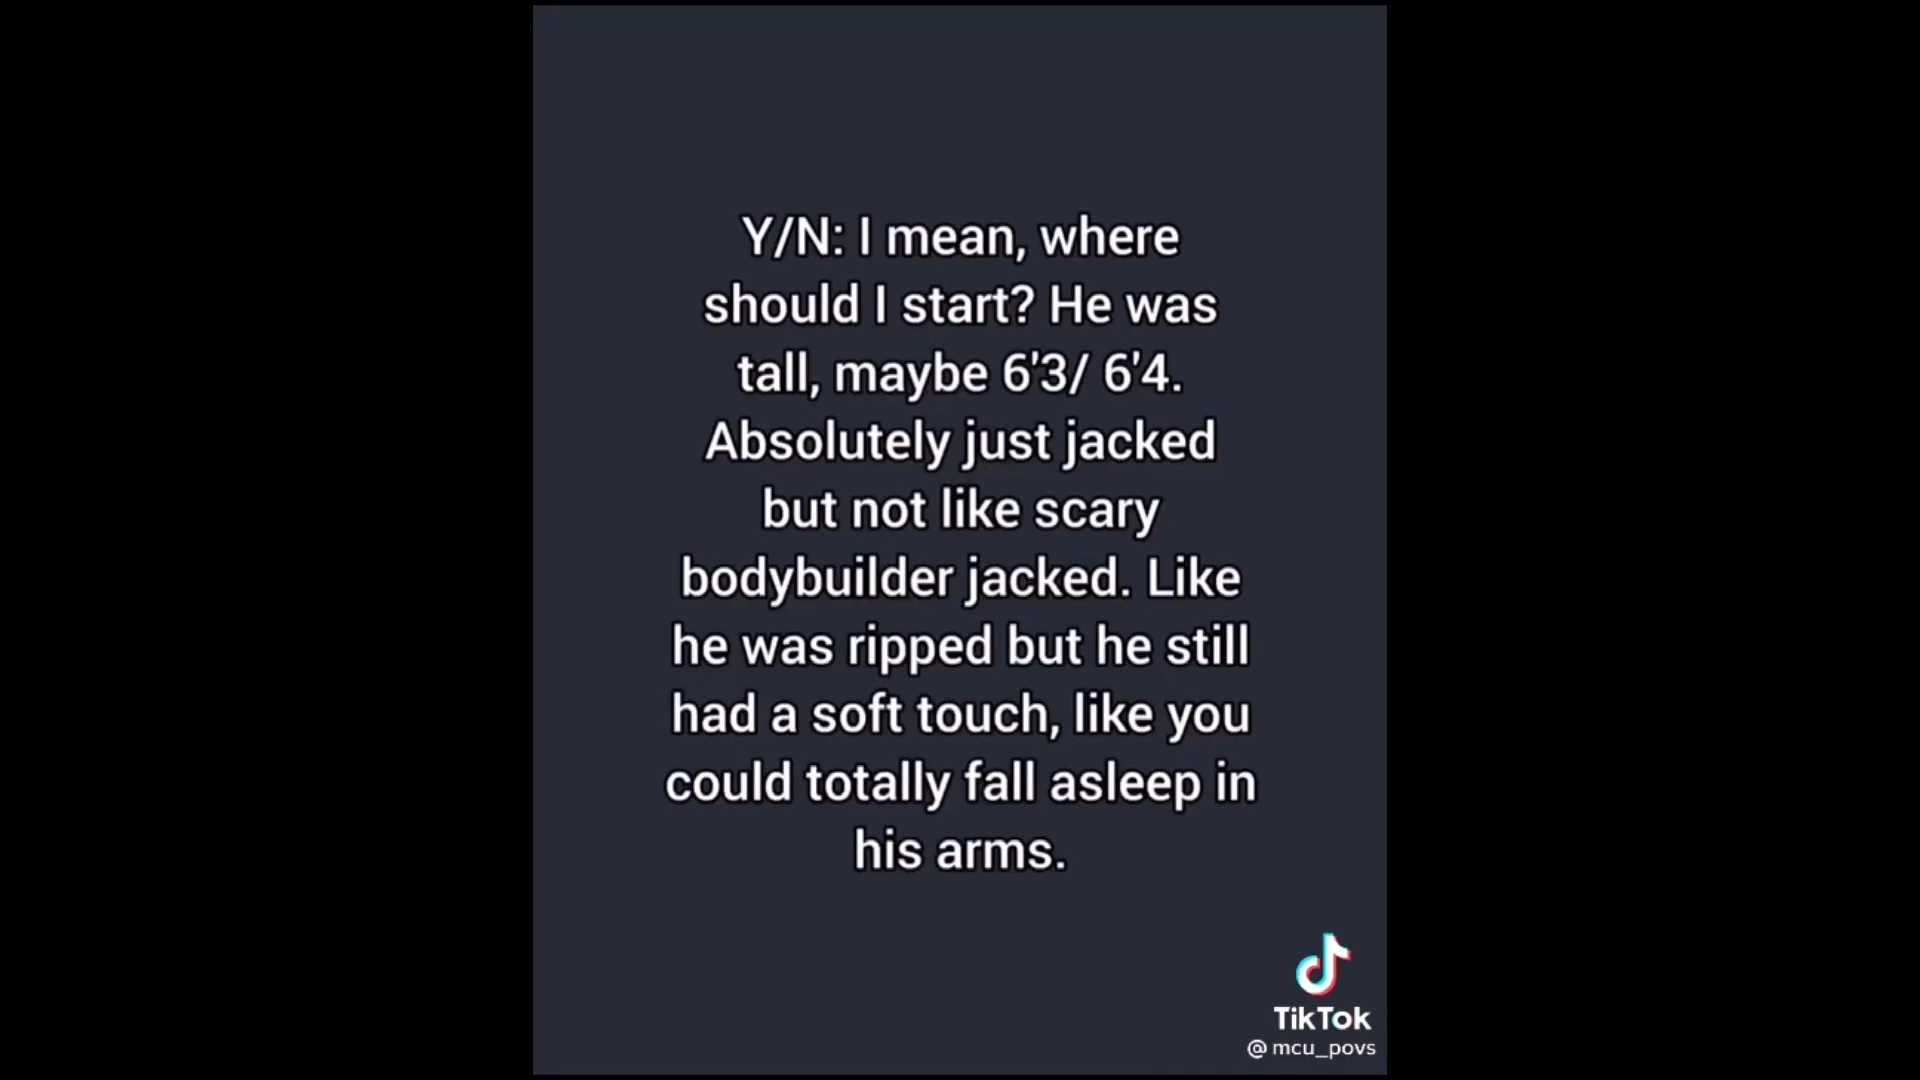 Y/N: I mean, where
should I start? He was
tall, maybe 6'3/ 6'4.
Absolutely just jacked
but not like scary
bodybuilder jacked. Like
he was ripped but he still
had a soft touch, like you
could totally fall asleep in
his arms.
TikTok
@mcu_povs